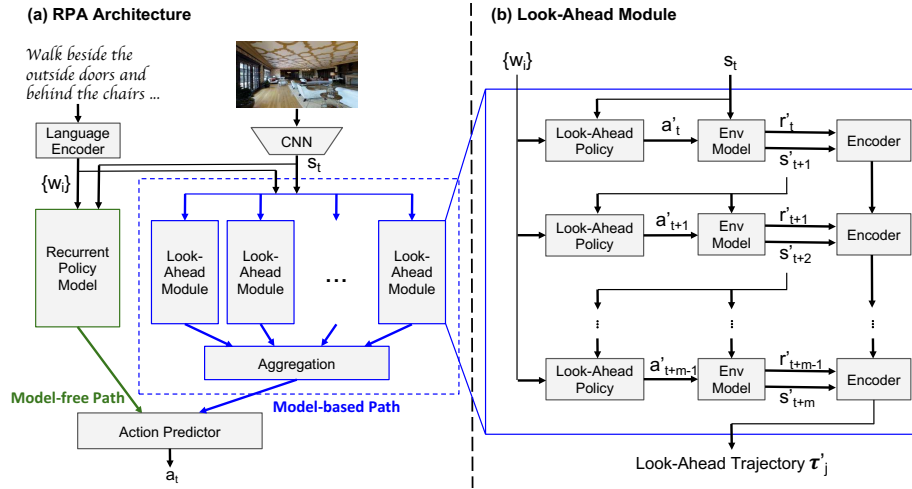 (a) RPA Architecture
Walk beside the
outside doors and
behind the chairs ...
Language
Encoder
CNN
{wᵢ}
sₜ
Recurrent
Policy
Model
Look-
Ahead
Module
Look-
Ahead
Module
...
Look-
Ahead
Module
Aggregation
Model-free Path
Model-based Path
Action Predictor
aₜ
(b) Look-Ahead Module
{wᵢ}
sₜ
Look-Ahead
Policy
a'ₜ
Env
Model
r'ₜ
s'ₜ₊₁
Encoder
Look-Ahead
Policy
a'ₜ₊₁
Env
Model
r'ₜ₊₁
s'ₜ₊₂
Encoder
...
...
...
Look-Ahead
Policy
a'ₜ₊ₘ₋₁
Env
Model
r'ₜ₊ₘ₋₁
s'ₜ₊ₘ
Encoder
Look-Ahead Trajectory τ'ⱼ